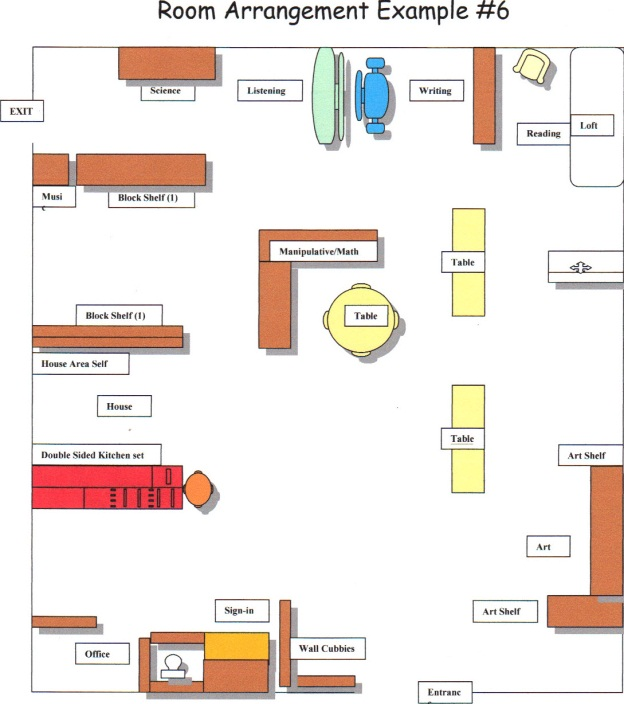 Room Arrangement Example #6
Science
Listening
Writing
EXIT
Reading
Loft
Musi
Block Shelf (1)
Manipulative/Math
Table
Block Shelf (1)
Table
House Area Self
House
Table
Double Sided Kitchen set
Art Shelf
Art
Sign-in
Art Shelf
Office
Wall Cubbies
Entranc